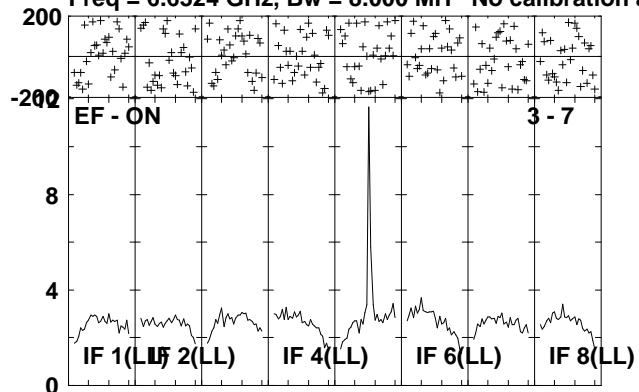 Freq = 6.6524 GHz, Bw = 8.000 MH No calibration a
200
-200
12
EF - ON 3 - 7
8
4
IF 1(LL) IF 2(LL) IF 4(LL) IF 6(LL) IF 8(LL)
0